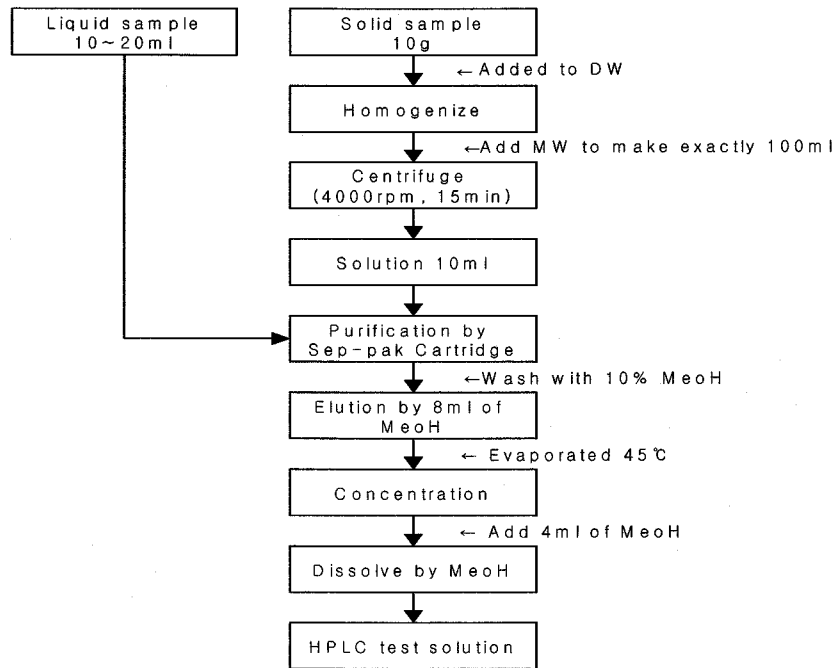 Liquid sample
10~20ml
Solid sample
10g
←Added to DW
Homogenize
←Add MW to make exactly 100ml
Centrifuge
(4000rpm, 15min)
Solution 10ml
Purification by
Sep-pak Cartridge
←Wash with 10% MeoH
Elution by 8ml of
MeoH
← Evaporated 45℃
Concentration
← Add 4ml of MeoH
Dissolve by MeoH
HPLC test solution